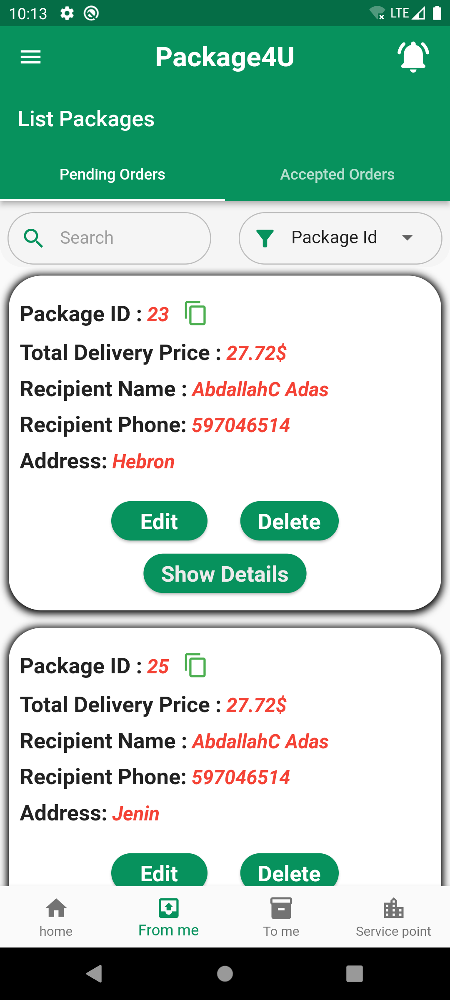 10:13 LTE
Package4U
List Packages
Pending Orders Accepted Orders
Search Package Id
Package ID : 23
Total Delivery Price : 27.72$
Recipient Name : AbdallahC Adas
Recipient Phone: 597046514
Address: Hebron
Edit Delete
Show Details
Package ID : 25
Total Delivery Price : 27.72$
Recipient Name : AbdallahC Adas
Recipient Phone: 597046514
Address: Jenin
Edit Delete
home From me To me Service point